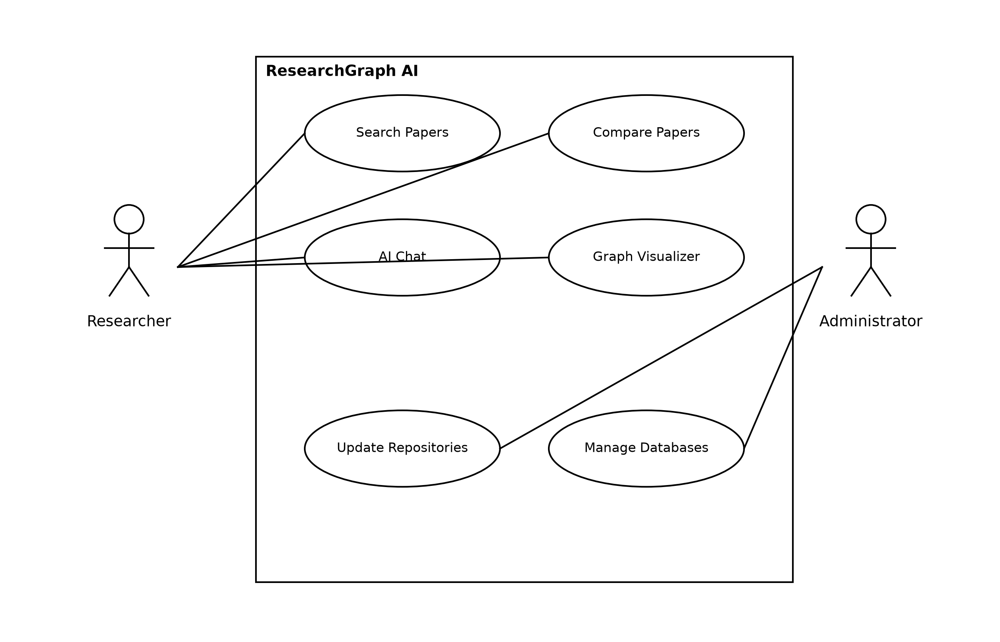 ResearchGraph AI
Search Papers
Compare Papers
AI Chat
Graph Visualizer
Researcher
Administrator
Update Repositories
Manage Databases